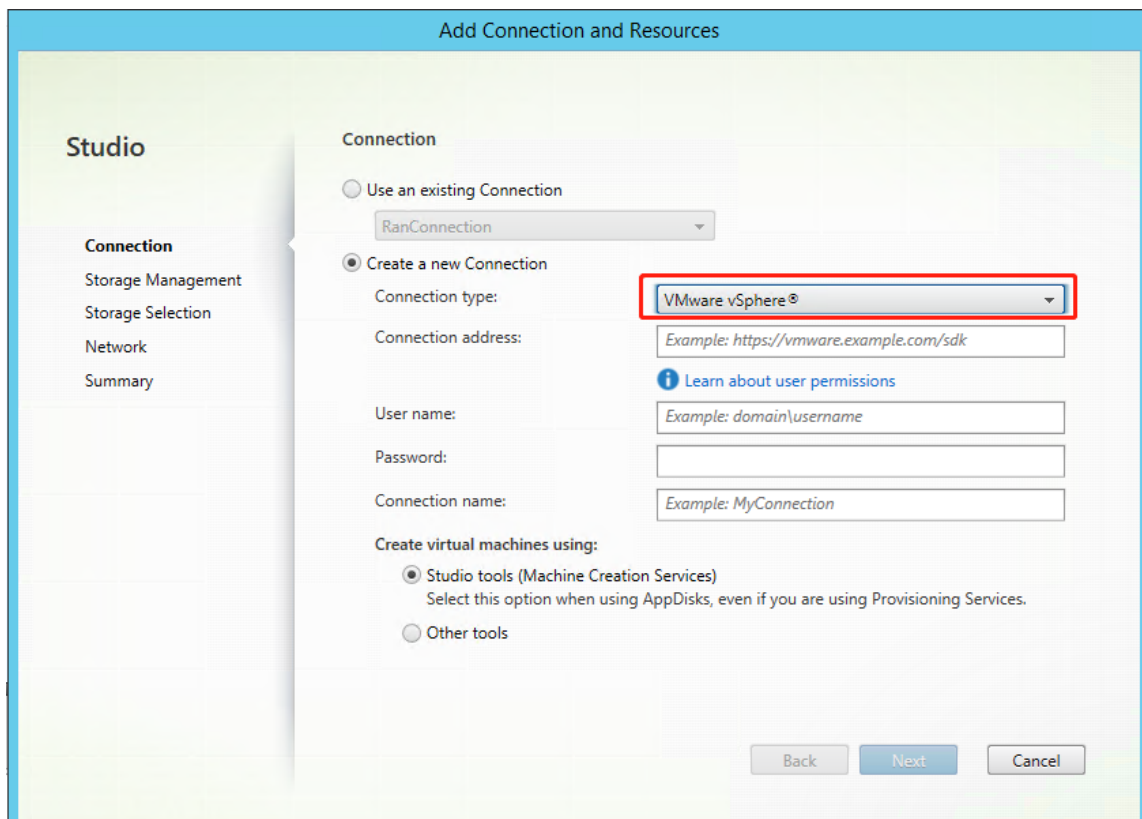 Add Connection and Resources
Studio
Connection
Storage Management
Storage Selection
Network
Summary
Connection
Use an existing Connection
RanConnection
Create a new Connection
Connection type:
VMware vSphere®
Connection address:
Example: https://vmware.example.com/sdk
Learn about user permissions
User name:
Example: domain\username
Password:
Connection name:
Example: MyConnection
Create virtual machines using:
Studio tools (Machine Creation Services)
Select this option when using AppDisks, even if you are using Provisioning Services.
Other tools
Back
Next
Cancel